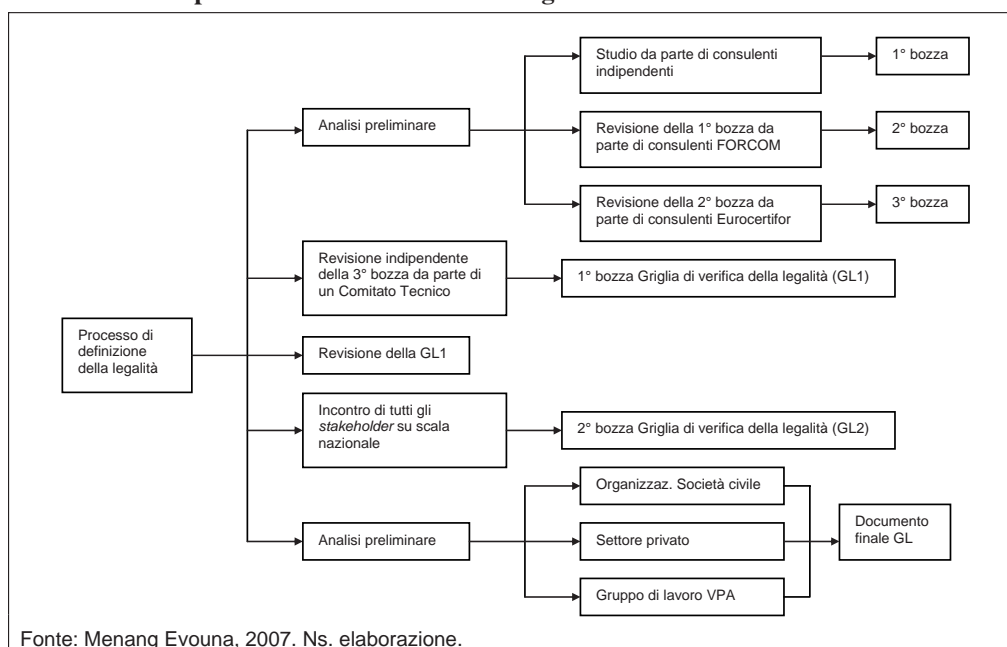 Studio da parte di consulenti
indipendenti
1° bozza
Analisi preliminare
Revisione della 1° bozza da
parte di consulenti FORCOM
2° bozza
Revisione della 2° bozza da
parte di consulenti Eurocertifor
3° bozza
Revisione indipendente
della 3° bozza da parte di
un Comitato Tecnico
1° bozza Griglia di verifica della legalità (GL1)
Processo di
definizione
della legalità
Revisione della GL1
Incontro di tutti gli
stakeholder su scala
nazionale
2° bozza Griglia di verifica della legalità (GL2)
Analisi preliminare
Organizzaz. Società civile
Settore privato
Gruppo di lavoro VPA
Documento
finale GL
Fonte: Menang Evouna, 2007. Ns. elaborazione.